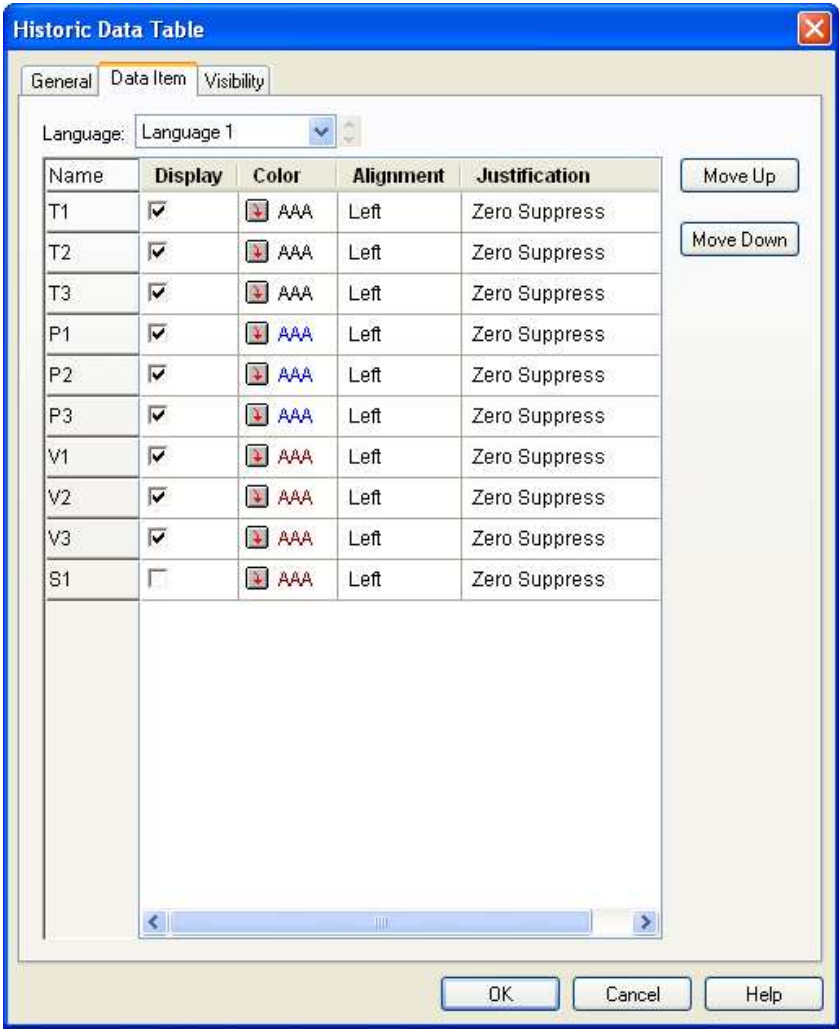 Historic Data Table
General Data Item Visibility
Language: Language 1
Name Display Color Alignment Justification Move Up
T1 AAA Left Zero Suppress
Move Down
T2 AAA Left Zero Suppress
T3 AAA Left Zero Suppress
P1 AAA Left Zero Suppress
P2 AAA Left Zero Suppress
P3 AAA Left Zero Suppress
V1 AAA Left Zero Suppress
V2 AAA Left Zero Suppress
V3 AAA Left Zero Suppress
S1 AAA Left Zero Suppress
OK Cancel Help